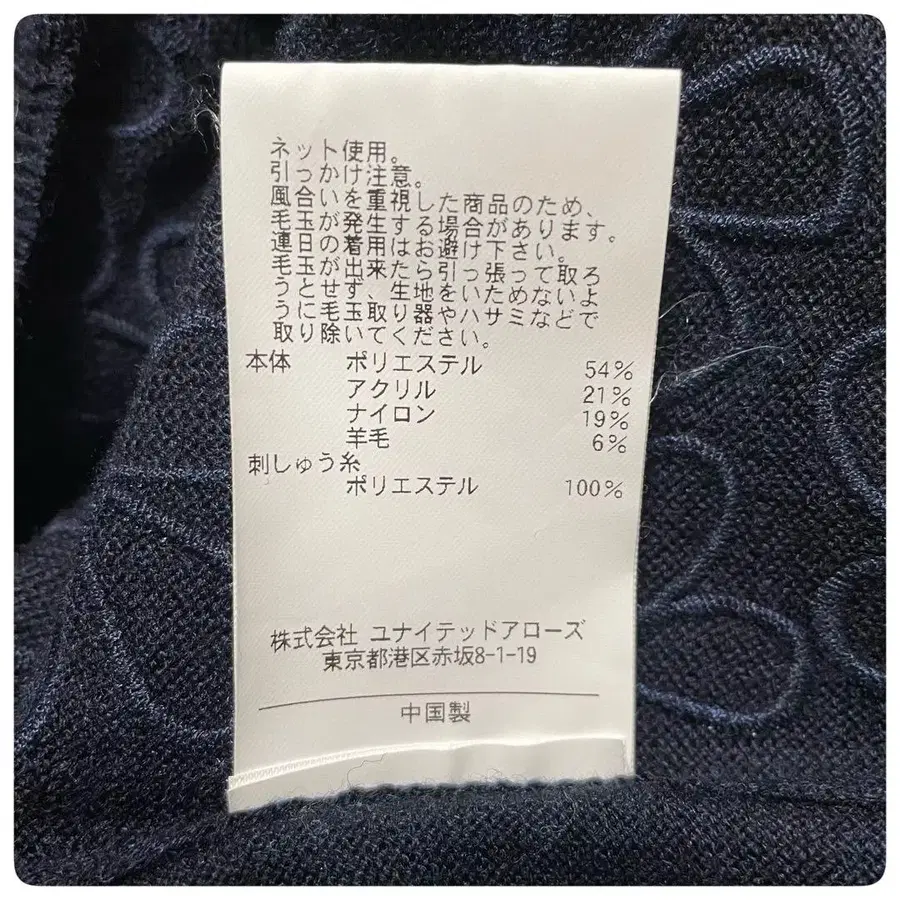 ネット使用。
引っかけ注意。
風合いを重視した商品のため、
毛玉が発生する場合があります。
連日の着用はお避け下さい。
毛玉が出来たら引っ張って取ろ
うとせず、生地をいためないよ
うに毛玉取り器やハサミなどで
取り除いてください。
本体 ポリエステル 54%
アクリル 21%
ナイロン 19%
羊毛 6%
刺しゅう糸
ポリエステル 100%
株式会社 ユナイテッドアローズ
東京都港区赤坂8-1-19
中国製